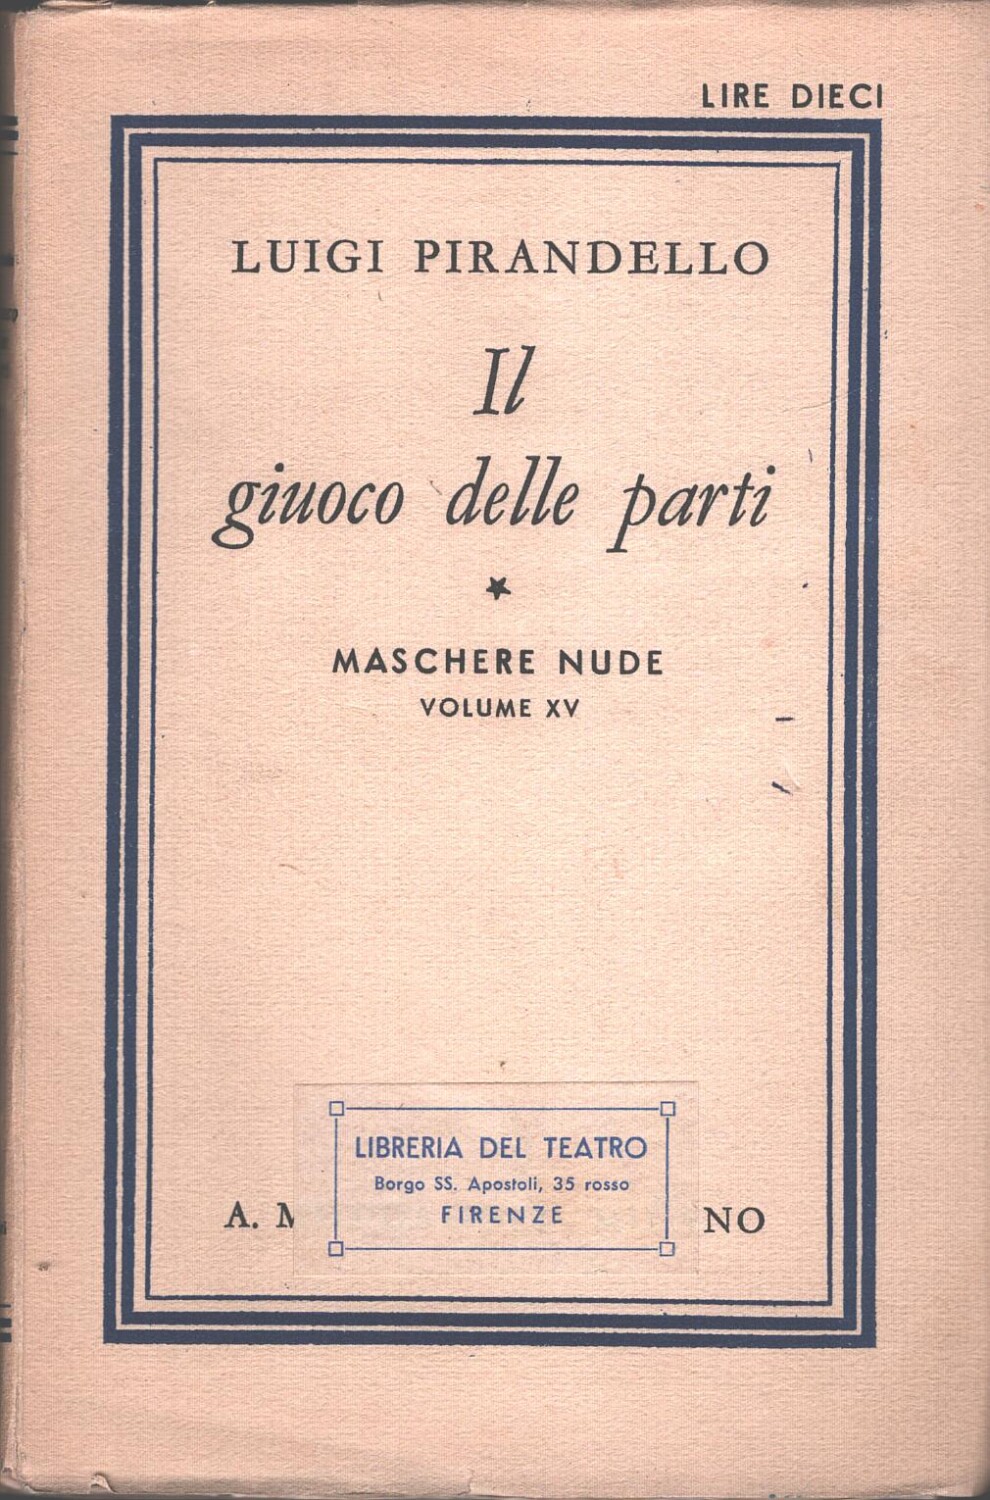 LIRE DIECI
LUIGI PIRANDELLO
Il
giuoco delle parti
MASCHERE NUDE
VOLUME XV
LIBRERIA DEL TEATRO
Borgo SS. Apostoli, 35 rosso
FIRENZE
A. M NO